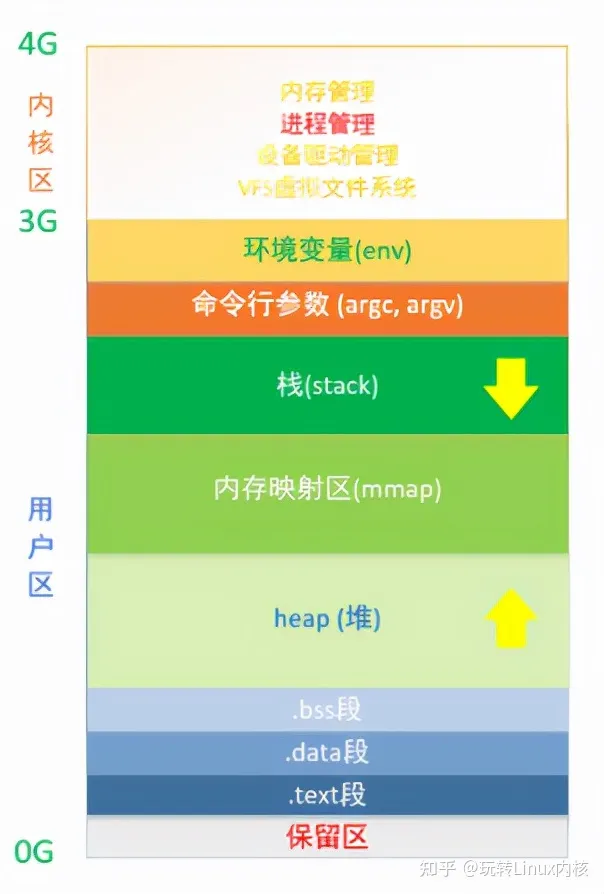 4G
内核区
内存管理
进程管理
设备驱动管理
VFS虚拟文件系统
3G
环境变量(env)
命令行参数 (argc, argv)
栈(stack)
内存映射区(mmap)
用户区
heap (堆)
.bss段
.data段
.text段
保留区
0G
知乎 @玩转Linux内核